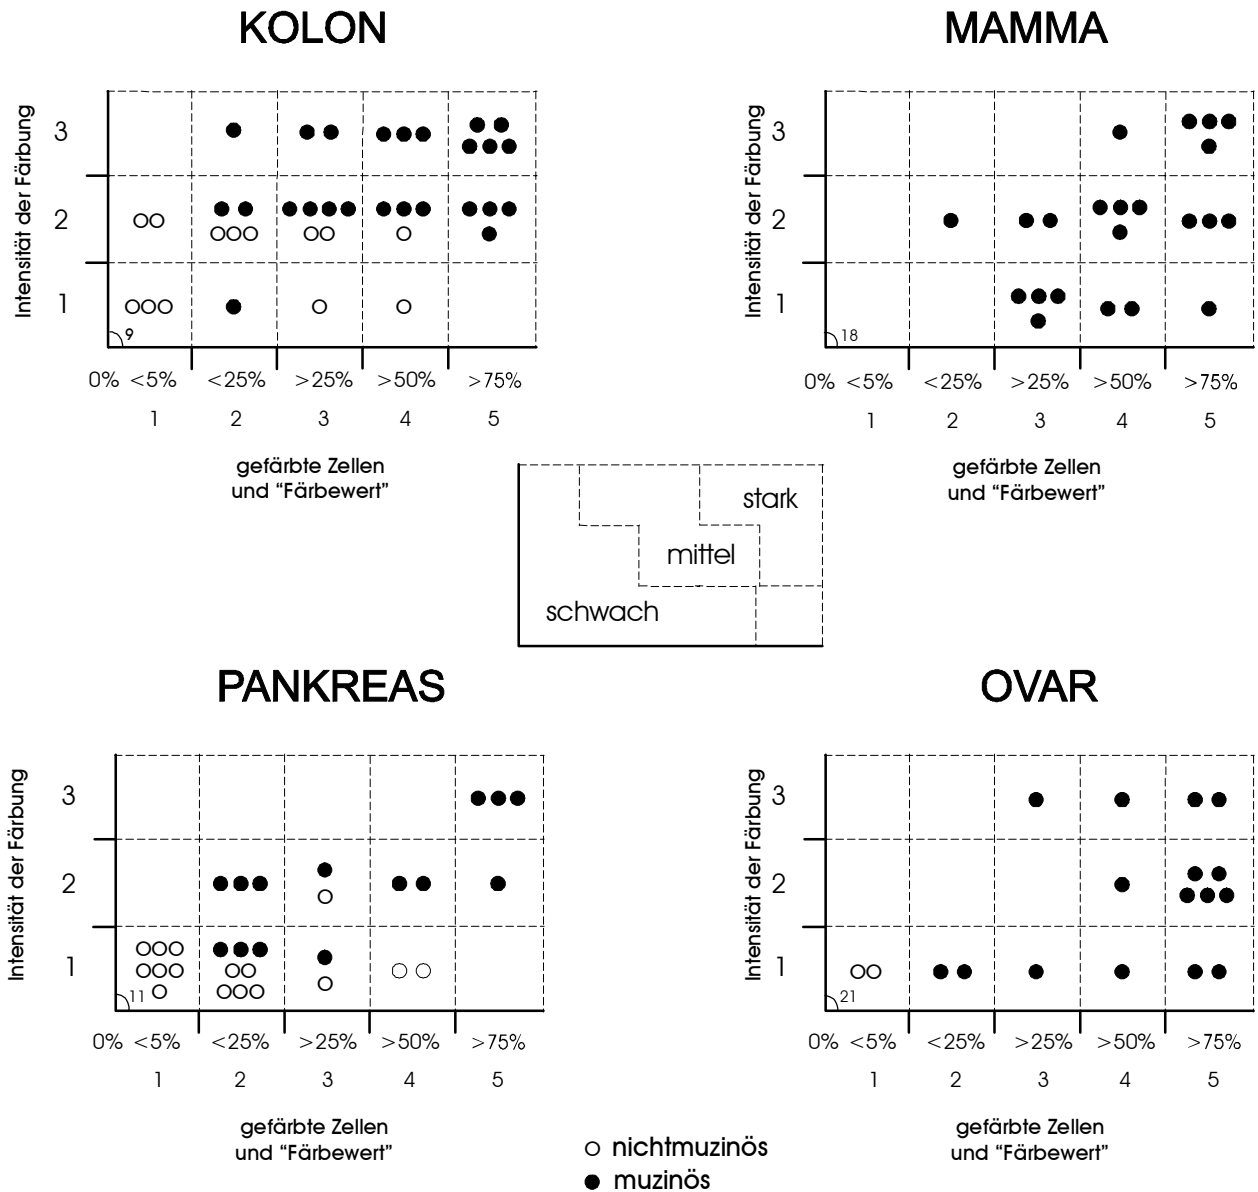 KOLON
MAMMA
Intensität der Färbung
3
2
1
9
0% <5% <25% >25% >50% >75%
1 2 3 4 5
gefärbte Zellen
und “Färbewert”
Intensität der Färbung
3
2
1
18
0% <5% <25% >25% >50% >75%
1 2 3 4 5
gefärbte Zellen
und “Färbewert”
stark
mittel
schwach
PANKREAS
OVAR
Intensität der Färbung
3
2
1
11
0% <5% <25% >25% >50% >75%
1 2 3 4 5
gefärbte Zellen
und “Färbewert”
Intensität der Färbung
3
2
1
21
0% <5% <25% >25% >50% >75%
1 2 3 4 5
gefärbte Zellen
und “Färbewert”
nichtmuzinös
muzinös